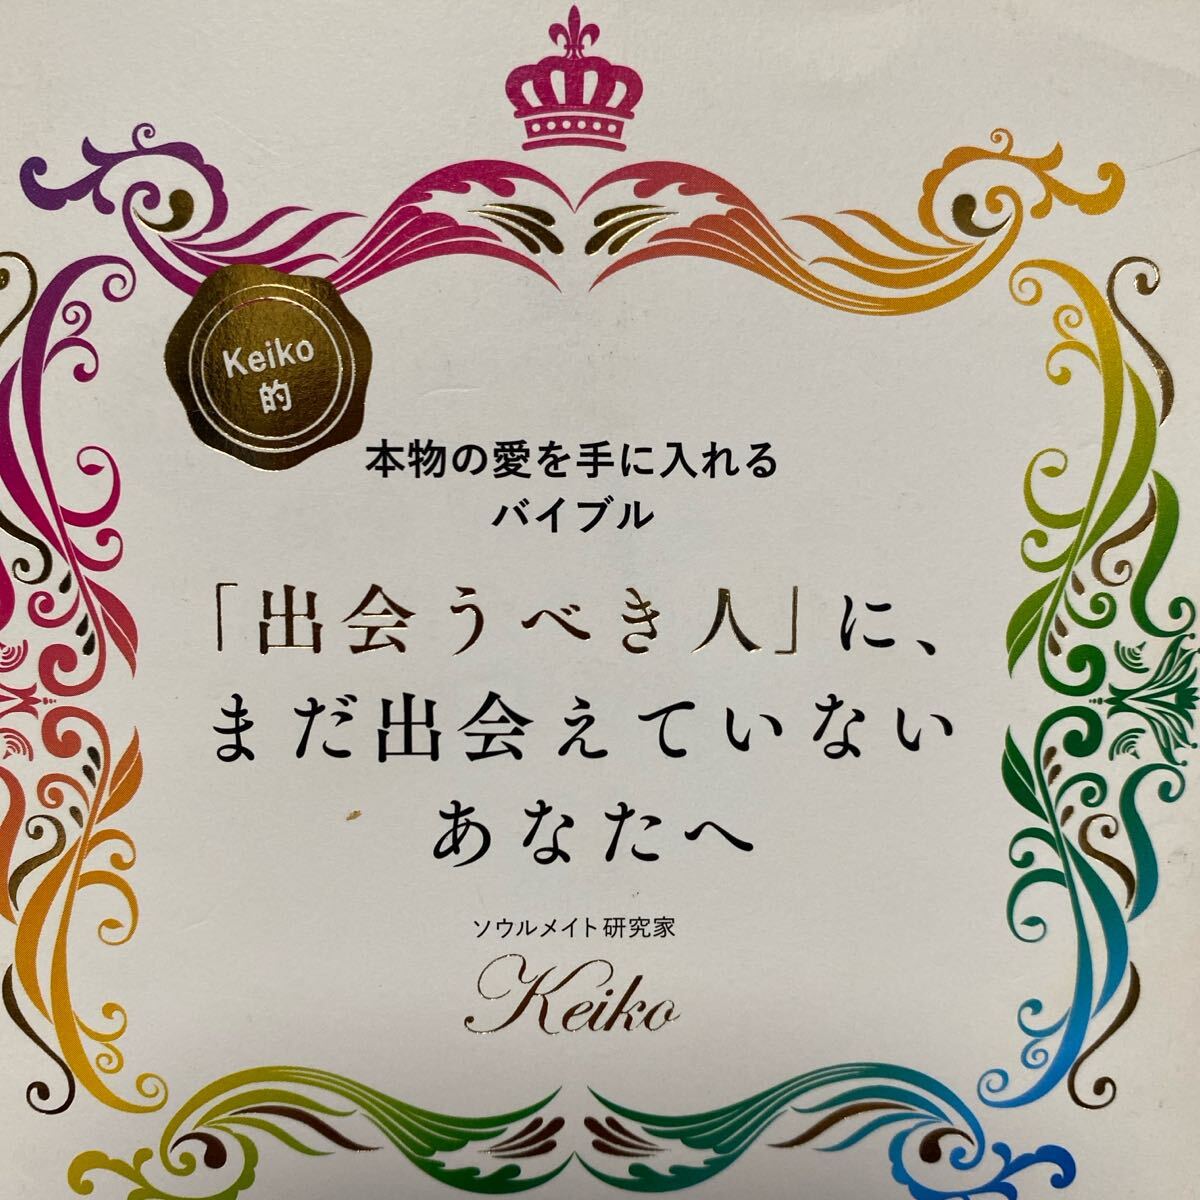 Keiko
的
本物の愛を手に入れる
バイブル
「出会うべき人」に、
まだ出会えていない
あなたへ
ソウルメイト研究家
Keiko